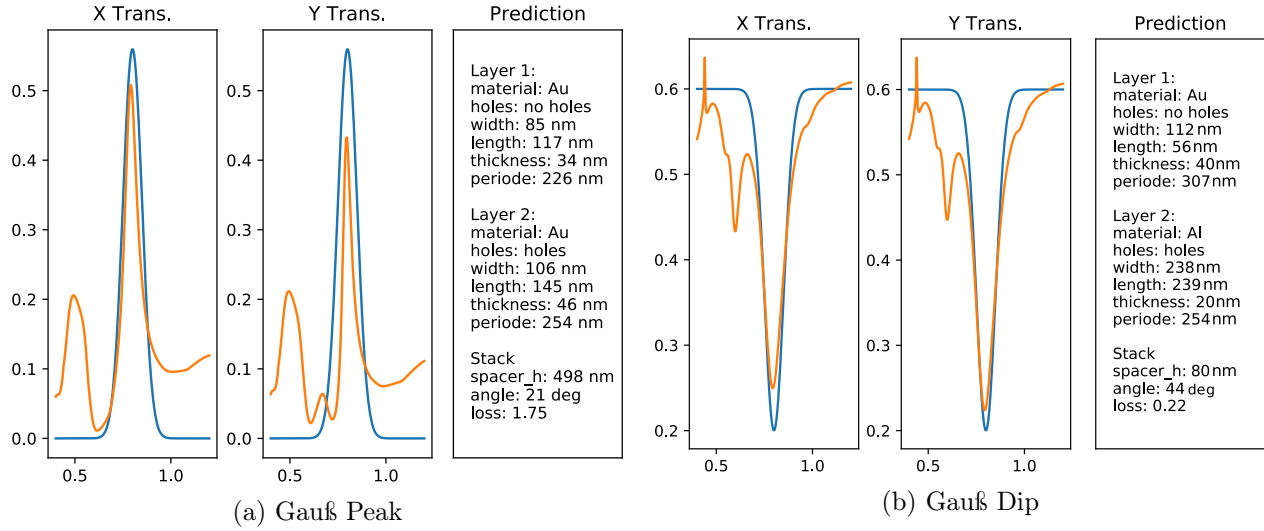 X Trans.
Y Trans.
Prediction
0.5
0.4
0.3
0.2
0.1
0.0
0.5
1.0
0.5
0.4
0.3
0.2
0.1
0.0
0.5
1.0
Layer 1:
material: Au
holes: no holes
width: 85 nm
length: 117 nm
thickness: 34 nm
periode: 226 nm
Layer 2:
material: Au
holes: holes
width: 106 nm
length: 145 nm
thickness: 46 nm
periode: 254 nm
Stack
spacer_h: 498 nm
angle: 21 deg
loss: 1.75
(a) Gauß Peak
X Trans.
Y Trans.
Prediction
0.6
0.5
0.4
0.3
0.2
0.5
1.0
0.6
0.5
0.4
0.3
0.2
0.5
1.0
Layer 1:
material: Au
holes: no holes
width: 112nm
length: 56nm
thickness: 40nm
periode: 307nm
Layer 2:
material: Al
holes: holes
width: 238nm
length: 239nm
thickness: 20nm
periode: 254nm
Stack
spacer_h: 80nm
angle: 44 deg
loss: 0.22
(b) Gauß Dip